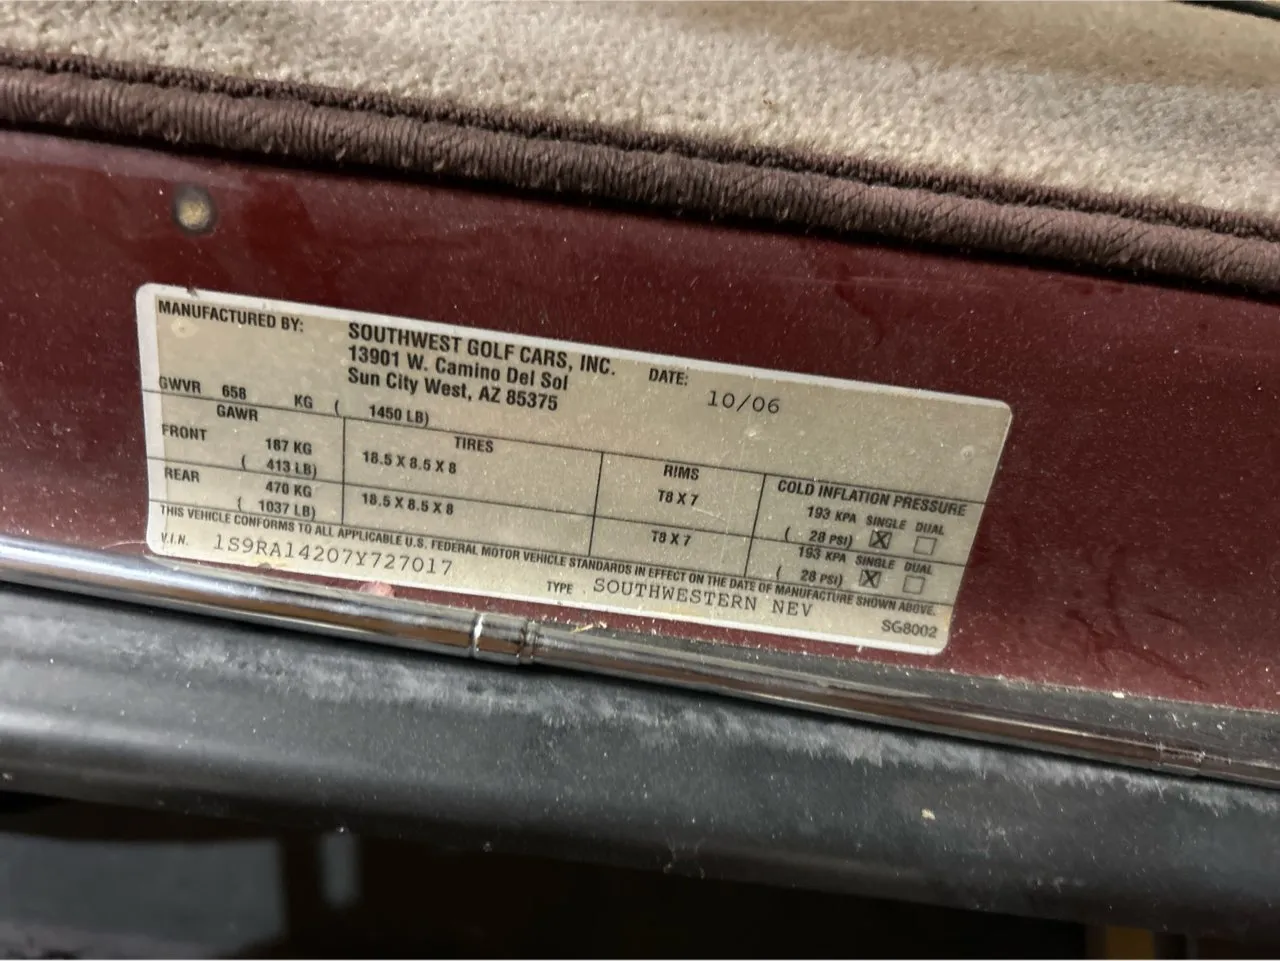 MANUFACTURED BY: SOUTHWEST GOLF CARS, INC.
13901 W. Camino Del Sol
Sun City West, AZ 85375
DATE: 10/06
GWVR 658 KG ( 1450 LB)
GAWR TIRES RIMS COLD INFLATION PRESSURE
FRONT 187 KG 18.5 X 8.5 X 8 T8 X 7 193 KPA SINGLE DUAL
( 413 LB) ( 28 PSI) X
REAR 470 KG 18.5 X 8.5 X 8 T8 X 7 193 KPA SINGLE DUAL
( 1037 LB) ( 28 PSI) X
THIS VEHICLE CONFORMS TO ALL APPLICABLE U.S. FEDERAL MOTOR VEHICLE STANDARDS IN EFFECT ON THE DATE OF MANUFACTURE SHOWN ABOVE.
V.I.N. 1S9RA14207Y727017 TYPE SOUTHWESTERN NEV
SG8002